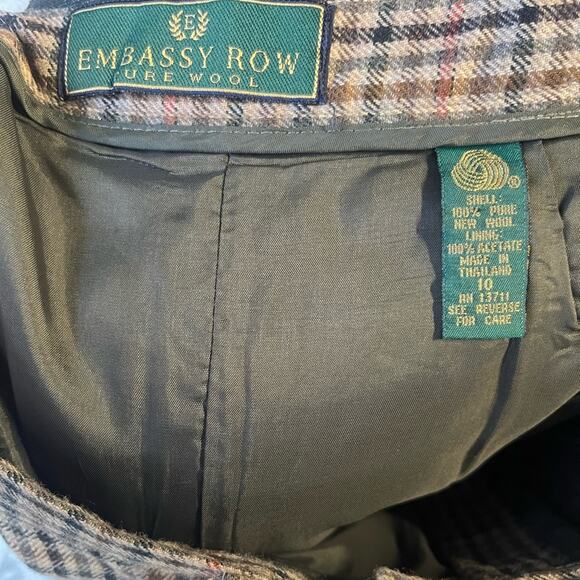 E
EMBASSY ROW
URE WOOL
®
SHELL:
100% PURE
NEW WOOL
LINING:
100% ACETATE
MADE IN
THAILAND
10
RN 13711
SEE REVERSE
FOR CARE